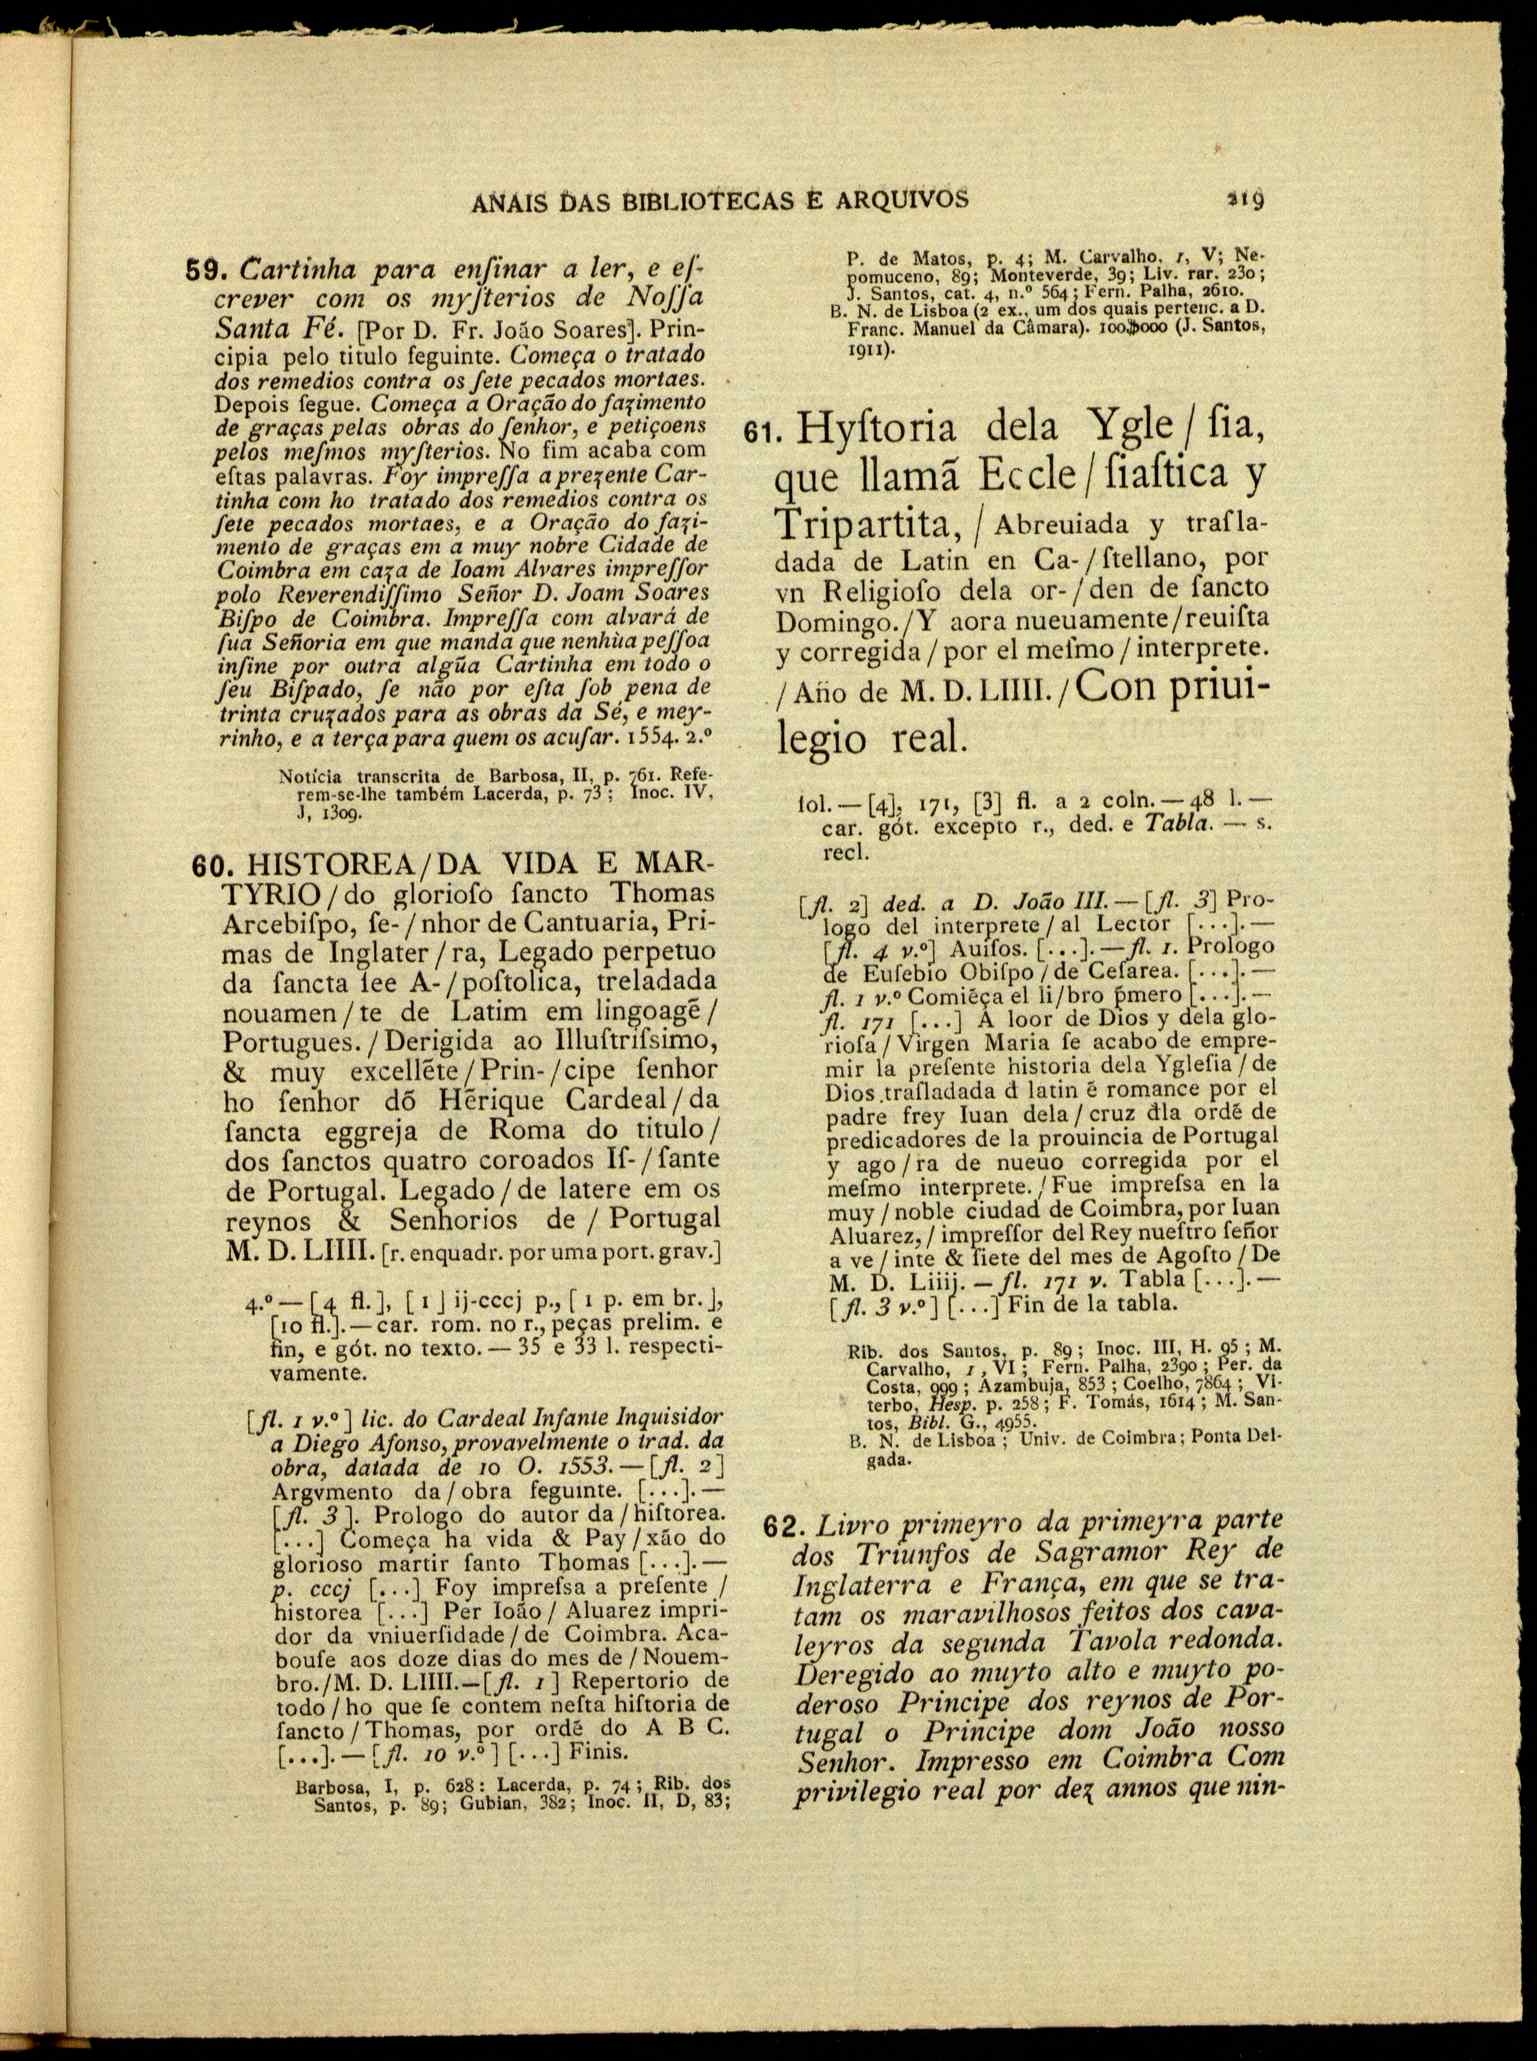 ANAIS DAS BIBLIOTECAS E ARQUIVOS 219
59. Cartinha para enſinar a ler, e eſ-
crever com os myſterios de Noſſa
Santa Fé. [Por D. Fr. João Soares]. Prin-
cipia pelo titulo ſeguinte. Começa o tratado
dos remedios contra os ſete pecados mortaes.
Depois ſegue. Começa a Oração do fazimento
de graças pelas obras do ſenhor, e petiçoens
pelos meſmos myſterios. No fim acaba com
eſtas palavras. Foy impreſſa a prezente Car-
tinha com ho tratado dos remedios contra os
ſete pecados mortaes, e a Oração do fazi-
mento de graças em a muy nobre Cidade de
Coimbra em caza de Ioam Alvares impreſſor
polo Reverendiſſimo Señor D. Joam Soares
Biſpo de Coimbra. Impreſſa com alvará de
ſua Señoria em que manda que nenhùa peſſoa
inſine por outra algũa Cartinha em todo o
ſeu Biſpado, ſe não por eſta ſob pena de
trinta cruzados para as obras da Sé, e mey-
rinho, e a terça para quem os acuſar. 1554. 2.º
Notícia transcrita de Barbosa, II, p. 761. Refe-
rem-se-lhe também Lacerda, p. 73; Inoc. IV,
J, 1309.
60. HISTOREA/DA VIDA E MAR-
TYRIO/do glorioſo ſancto Thomas
Arcebiſpo, ſe-/nhor de Cantuaria, Pri-
mas de Inglater/ra, Legado perpetuo
da ſancta ſee A-/poſtolica, treladada
nouamen/te de Latim em lingoagẽ/
Portugues./Derigida ao Illuſtriſsimo,
& muy excellẽte/Prin-/cipe ſenhor
ho ſenhor dõ Hẽrique Cardeal/da
ſancta eggreja de Roma do titulo/
dos ſanctos quatro coroados Iſ-/ſante
de Portugal. Legado/de latere em os
reynos & Senhorios de / Portugal
M. D. LIIII. [r. enquadr. por uma port. grav.]
4.º — [4 fl.], [1] ij-cccj p., [1 p. em br.],
[10 fl.]. — car. rom. no r., peças prelim. e
fin, e gót. no texto. — 35 e 33 l. respecti-
vamente.
[fl. 1 v.º] lic. do Cardeal Infante Inquisidor
a Diego Afonso, provavelmente o trad. da
obra, datada de 10 O. 1553. — [fl. 2]
Argvmento da/obra ſeguinte. [...]. —
[fl. 3]. Prologo do autor da/hiſtorea.
[...] Começa ha vida & Pay/xão do
glorioso martir ſanto Thomas [...]. —
p. cccj [...] Foy impreſsa a preſente /
historea [...] Per Ioão/Aluarez impri-
dor da vniuerſidade/de Coimbra. Aca-
bouſe aos doze dias do mes de/Nouem-
bro./M. D. LIIII.—[fl. 1] Repertorio de
todo/ho que ſe contem neſta hiſtoria de
ſancto/Thomas, por ordẽ do A B C.
[...]. — [fl. 10 v.º] [...] Finis.
Barbosa, I, p. 628: Lacerda, p. 74; Rib. dos
Santos, p. 89; Gubian, 382; Inoc. II, D, 83;
P. de Matos, p. 4; M. Carvalho, 1, V; Ne-
pomuceno, 89; Monteverde, 39; Liv. rar. 230;
J. Santos, cat. 4, n.º 564; Fern. Palha, 2610.
B. N. de Lisboa (2 ex., um dos quais pertenc. a D.
Franc. Manuel da Câmara). 100$000 (J. Santos,
1911).
61. Hyſtoria dela Ygle/ſia,
que llamã Eccle/ſiaſtica y
Tripartita,/Abreuiada y traſla-
dada de Latin en Ca-/ſtellano, por
vn Religioſo dela or-/den de ſancto
Domingo./Y aora nueuamente/reuiſta
y corregida/por el meſmo/interprete.
/Año de M. D. LIIII./Con priui-
legio real.
fol. — [4], 171, [3] fl. a 2 coln. — 48 l. —
car. gót. excepto r., ded. e Tabla. — s.
recl.
[fl. 2] ded. a D. João III. — [fl. 3] Pro-
logo del interprete/al Lector [...]. —
[fl. 4 v.º] Auiſos. [...]. — fl. 1. Prologo
de Euſebio Obiſpo/de Ceſarea. [...]. —
fl. 1 v.º Comiẽça el li/bro p̃mero [...]. —
fl. 171 [...] A loor de Dios y dela glo-
rioſa/Virgen Maria ſe acabo de empre-
mir la preſente historia dela Ygleſia/de
Dios traſladada đ latin ẽ romance por el
padre frey Iuan dela/cruz đla ordẽ de
predicadores de la prouincia de Portugal
y ago/ra de nueuo corregida por el
meſmo interprete./Fue impreſsa en la
muy/noble ciudad de Coimbra, por Iuan
Aluarez,/impreſſor del Rey nueſtro ſeñor
a ve/inte & ſiete del mes de Agoſto/De
M. D. Liiij. — fl. 171 v. Tabla [...]. —
[fl. 3 v.º] [...] Fin de la tabla.
Rib. dos Santos, p. 89; Inoc. III, H. 95; M.
Carvalho, 1, VI; Fern. Palha, 2390; Per. da
Costa, 999; Azambuja, 853; Coelho, 7864; Vi-
terbo, Hesp. p. 258; F. Tomás, 1614; M. San-
tos, Bibl. G., 4955.
B. N. de Lisboa; Univ. de Coimbra; Ponta Del-
gada.
62. Livro primeyro da primeyra parte
dos Triunfos de Sagramor Rey de
Inglaterra e França, em que se tra-
tam os maravilhosos feitos dos cava-
leyros da segunda Tavola redonda.
Deregido ao muyto alto e muyto po-
deroso Principe dos reynos de Por-
tugal o Principe dom João nosso
Senhor. Impresso em Coimbra Com
privilegio real por dez annos que nin-